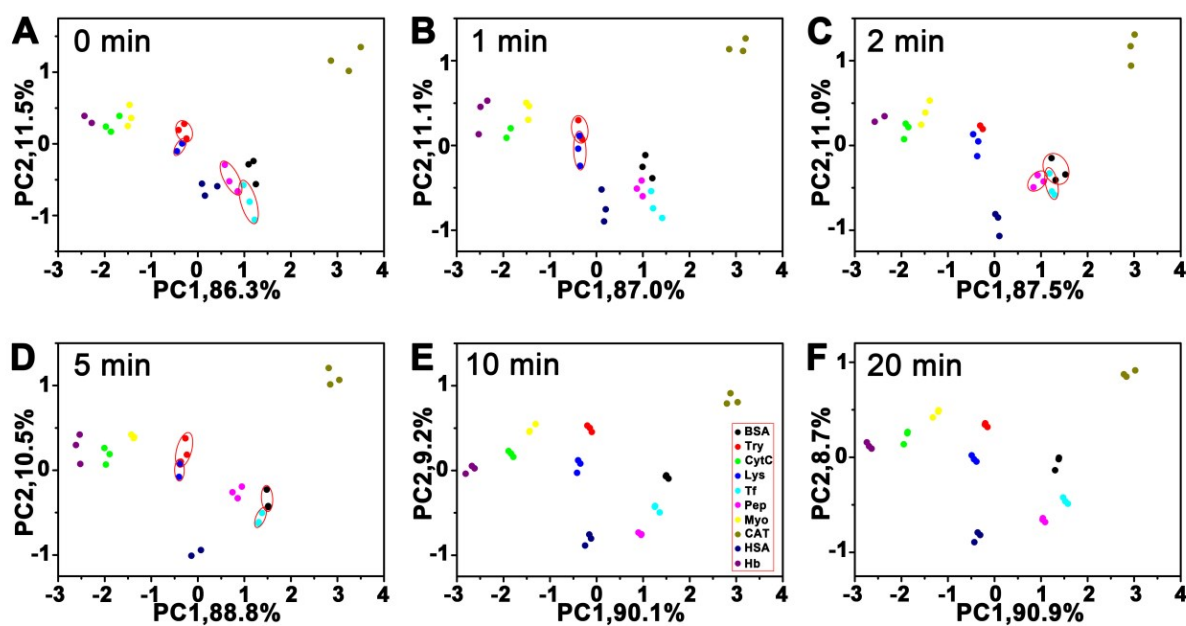 A 0 min
PC2,11.5%
1
0
-1
-3 -2 -1 0 1 2 3 4
PC1,86.3%
B 1 min
PC2,11.1%
1
0
-1
-3 -2 -1 0 1 2 3 4
PC1,87.0%
C 2 min
PC2,11.0%
1
0
-1
-3 -2 -1 0 1 2 3 4
PC1,87.5%
D 5 min
PC2,10.5%
1
0
-1
-3 -2 -1 0 1 2 3 4
PC1,88.8%
E 10 min
PC2,9.2%
1
0
-1
BSA
Try
CytC
Lys
Tf
Pep
Myo
CAT
HSA
Hb
-3 -2 -1 0 1 2 3 4
PC1,90.1%
F 20 min
PC2,8.7%
1
0
-1
-3 -2 -1 0 1 2 3 4
PC1,90.9%